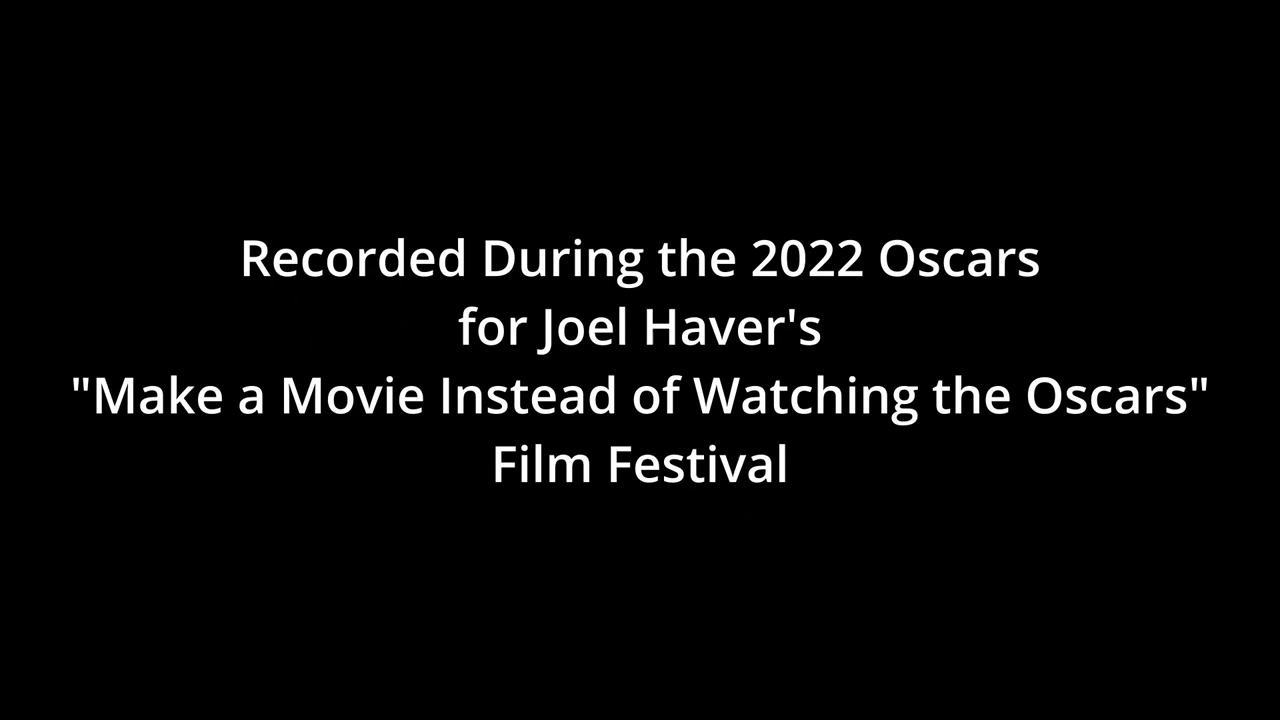 Recorded During the 2022 Oscars
for Joel Haver's
"Make a Movie Instead of Watching the Oscars"
Film Festival